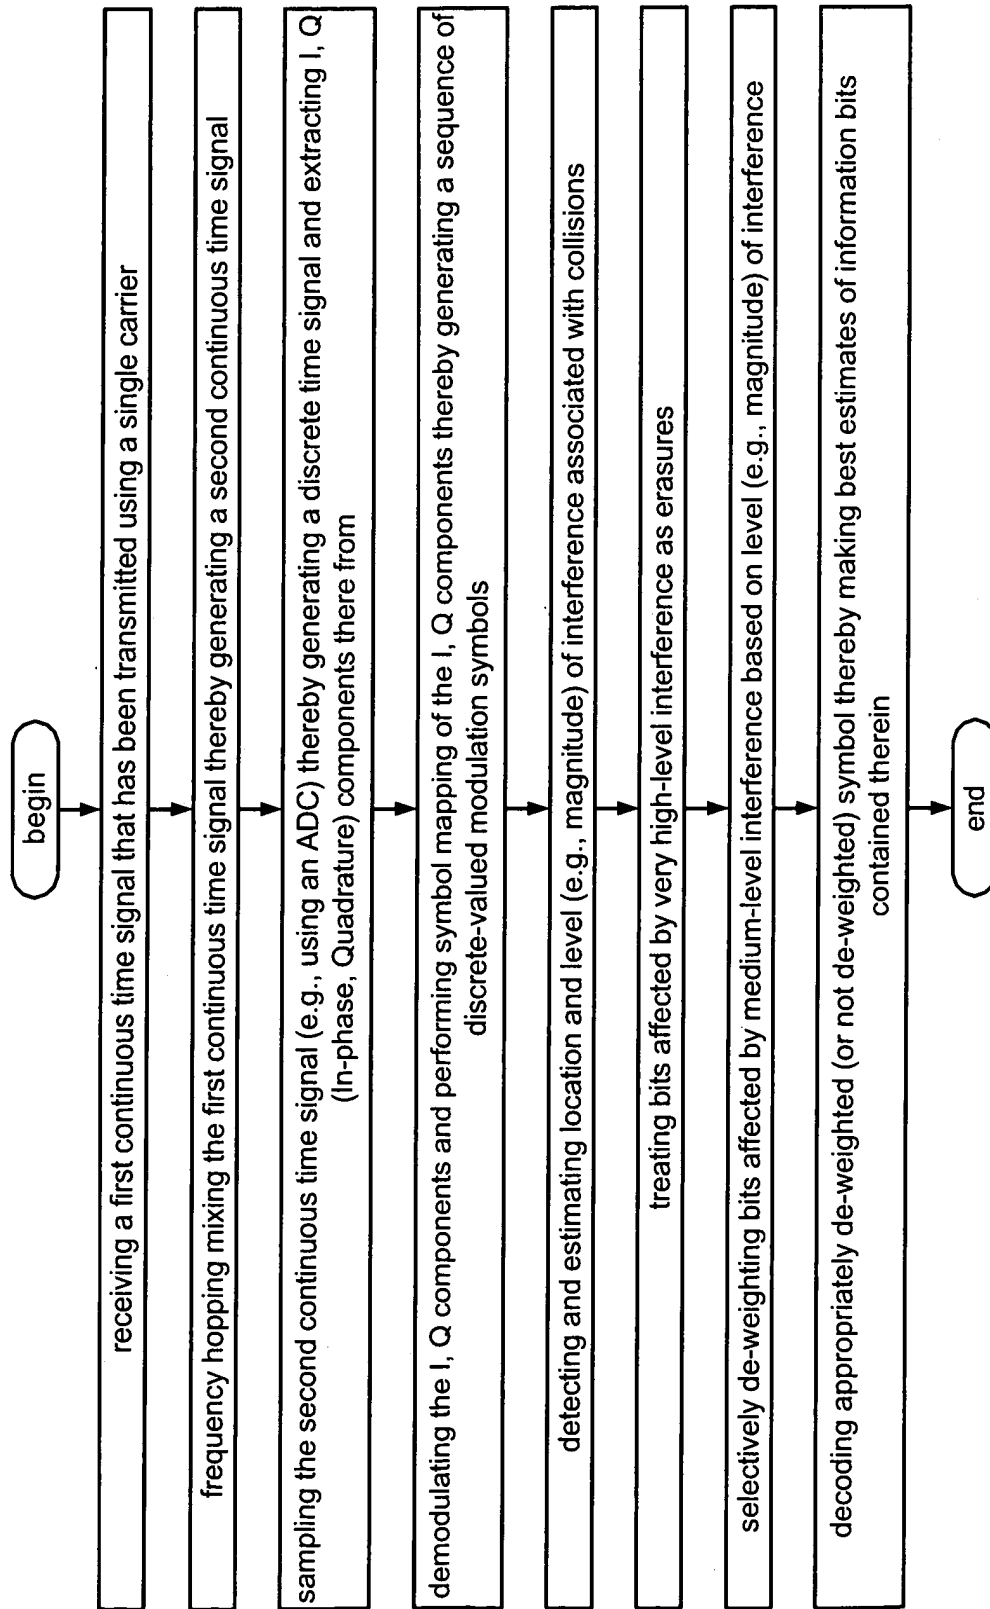 begin
receiving a first continuous time signal that has been transmitted using a single carrier
frequency hopping mixing the first continuous time signal thereby generating a second continuous time signal
sampling the second continuous time signal (e.g., using an ADC) thereby generating a discrete time signal and extracting I, Q
(In-phase, Quadrature) components there from
demodulating the I, Q components and performing symbol mapping of the I, Q components thereby generating a sequence of
discrete-valued modulation symbols
detecting and estimating location and level (e.g., magnitude) of interference associated with collisions
treating bits affected by very high-level interference as erasures
selectively de-weighting bits affected by medium-level interference based on level (e.g., magnitude) of interference
decoding appropriately de-weighted (or not de-weighted) symbol thereby making best estimates of information bits
contained therein
end